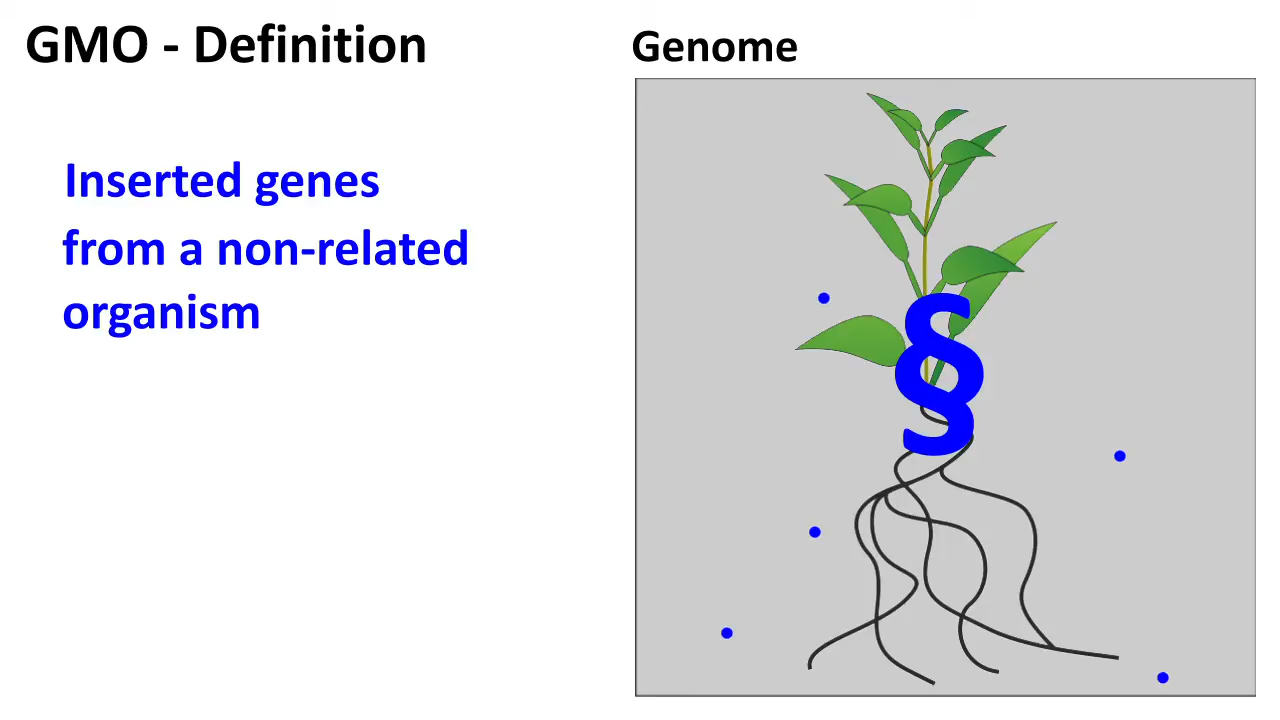 GMO - Definition
Genome
Inserted genes
from a non-related
organism
§